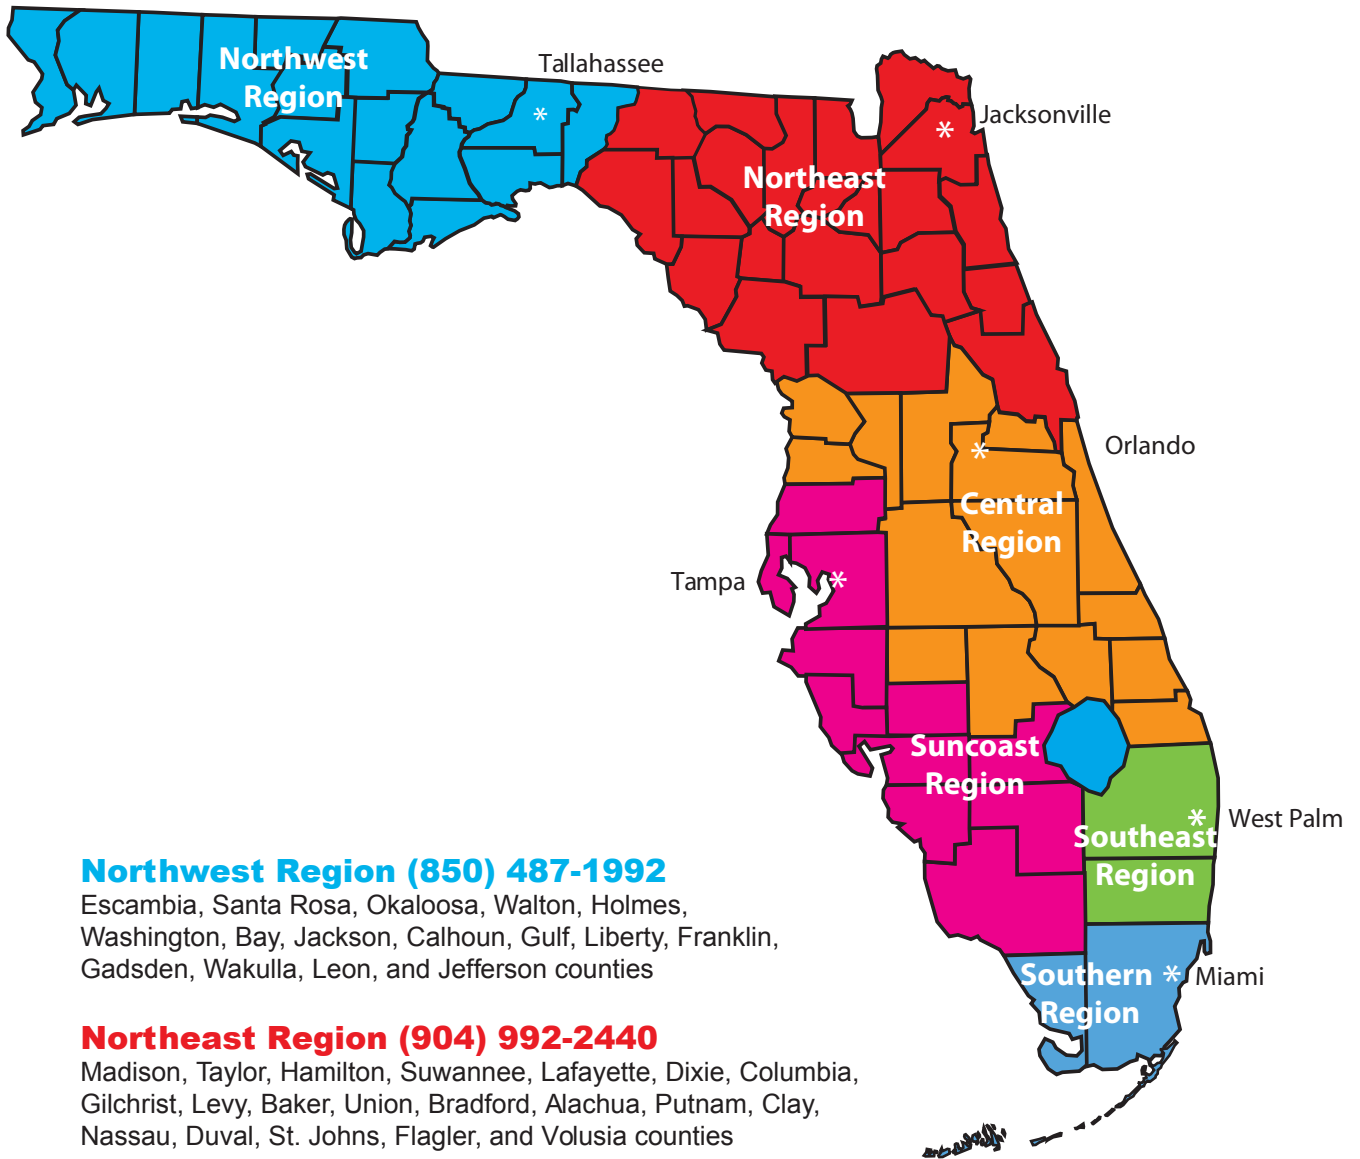 Northwest
Region
Tallahassee
*
Jacksonville
*
Northeast
Region
Orlando
*
Central
Region
Tampa
*
Suncoast
Region
West Palm
*
Southeast
Region
Southern * Miami
Region
Northwest Region (850) 487-1992
Escambia, Santa Rosa, Okaloosa, Walton, Holmes,
Washington, Bay, Jackson, Calhoun, Gulf, Liberty, Franklin,
Gadsden, Wakulla, Leon, and Jefferson counties
Northeast Region (904) 992-2440
Madison, Taylor, Hamilton, Suwannee, Lafayette, Dixie, Columbia,
Gilchrist, Levy, Baker, Union, Bradford, Alachua, Putnam, Clay,
Nassau, Duval, St. Johns, Flagler, and Volusia counties